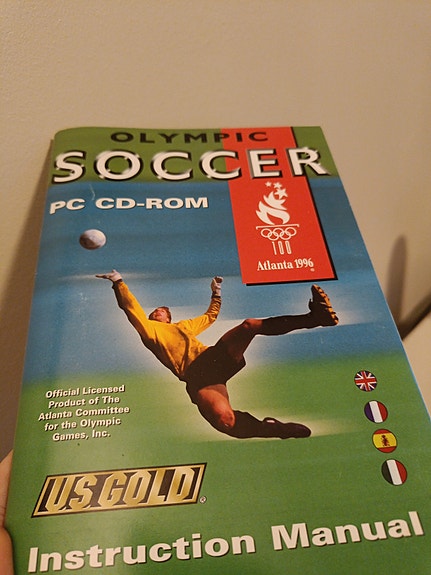 OLYMPIC
SOCCER
PC CD-ROM
100
Atlanta 1996
Official Licensed
Product of The
Atlanta Committee
for the Olympic
Games, Inc.
U.S. GOLD®
Instruction Manual